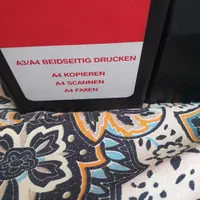 A3/A4 BEIDSEITIG DRUCKEN
A4 KOPIEREN
A4 SCANNEN
A4 FAXEN